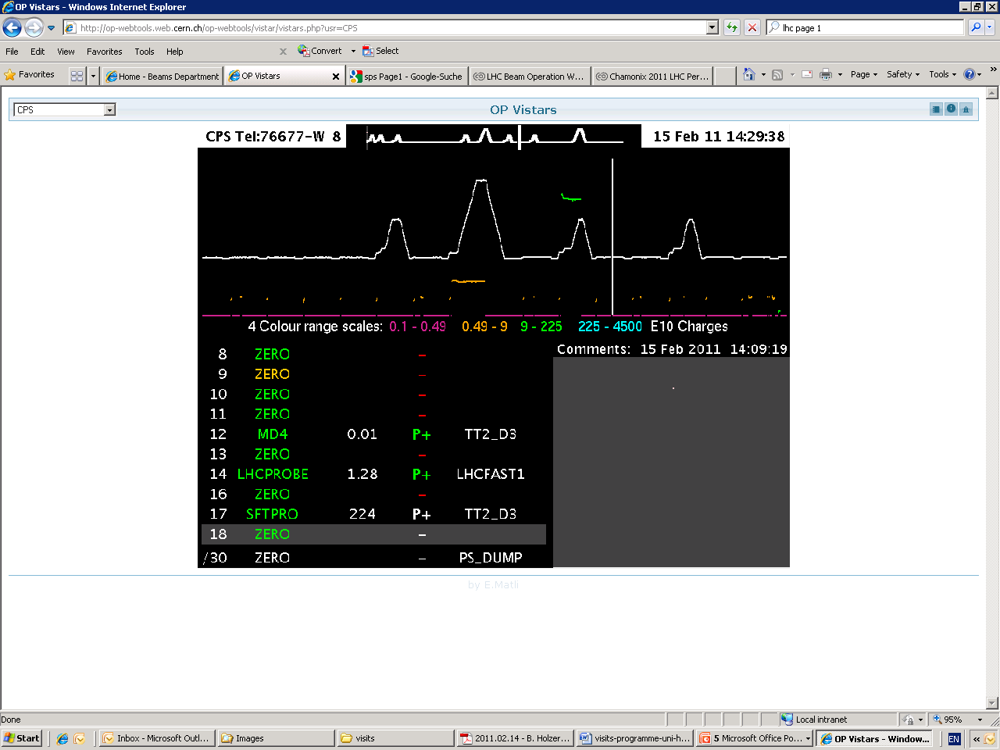 OP Vistars - Windows Internet Explorer
http://op-webtools.web.cern.ch/op-webtools/vistar/vistars.php?usr=CPS
lhc page 1
File Edit View Favorites Tools Help
x Convert Select
Favorites
Home - Beams Department
OP Vistars
sps Page1 - Google-Suche
LHC Beam Operation W...
Chamonix 2011 LHC Per...
Page Safety Tools
CPS
OP Vistars
CPS Tel:76677-W 8
15 Feb 11 14:29:38
4 Colour range scales: 0.1 - 0.49 0.49 - 9 9 - 225 225 - 4500 E10 Charges
Comments: 15 Feb 2011 14:09:19
8 ZERO -
9 ZERO -
10 ZERO -
11 ZERO -
12 MD4 0.01 P+ TT2_D3
13 ZERO -
14 LHCPROBE 1.28 P+ LHCFAST1
16 ZERO -
17 SFTPRO 224 P+ TT2_D3
18 ZERO -
/30 ZERO - PS_DUMP
by E.Matli
Done
Local intranet
95%
Start
Inbox - Microsoft Outl...
Images
visits
2011.02.14 - B. Holzer...
visits-programme-uni-h...
5 Microsoft Office Po...
OP Vistars - Window...
EN